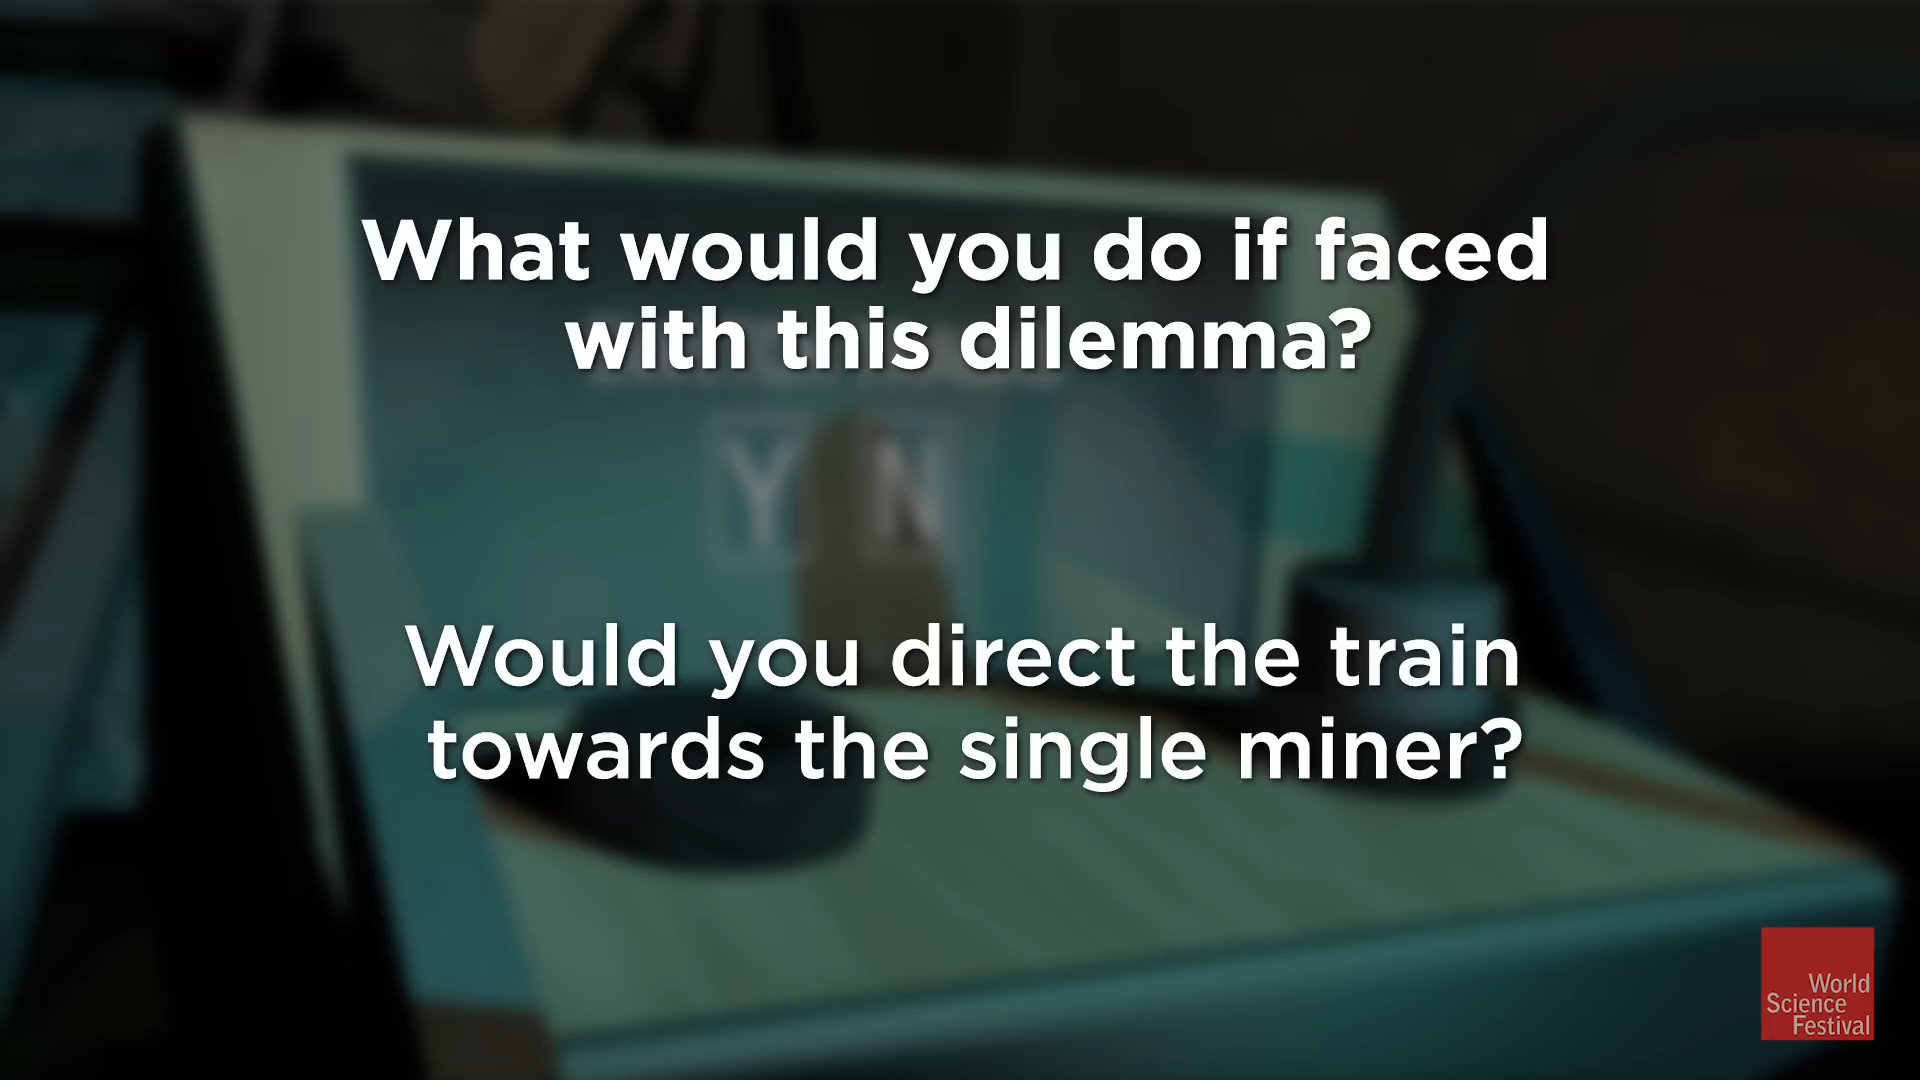 What would you do if faced
with this dilemma?
Y N
Would you direct the train
towards the single miner?
World
Science
Festival